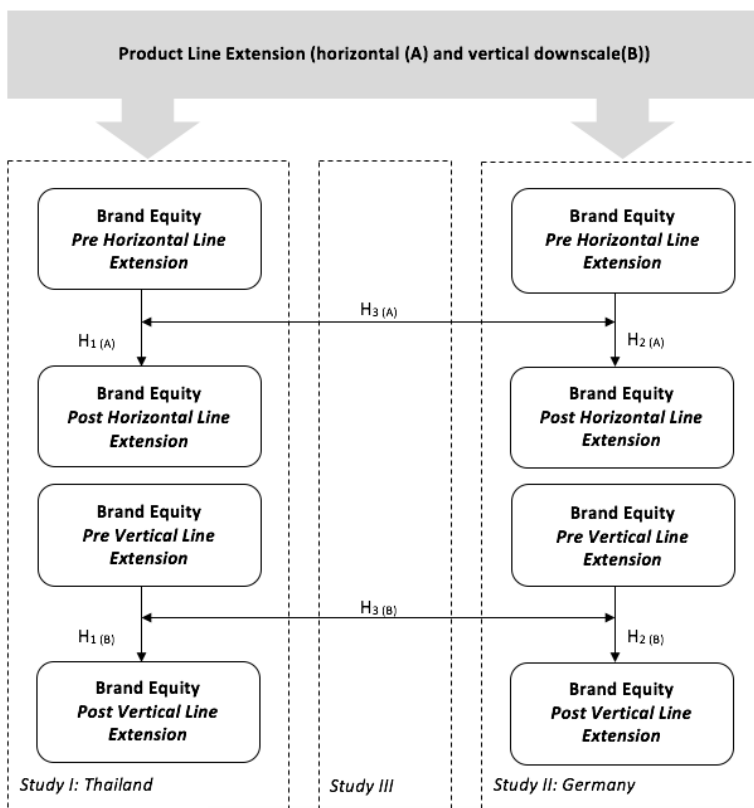 Product Line Extension (horizontal (A) and vertical downscale(B))
Brand Equity
Pre Horizontal Line
Extension
Brand Equity
Pre Horizontal Line
Extension
H3 (A)
H1 (A)
H2 (A)
Brand Equity
Post Horizontal Line
Extension
Brand Equity
Post Horizontal Line
Extension
Brand Equity
Pre Vertical Line
Extension
Brand Equity
Pre Vertical Line
Extension
H3 (B)
H1 (B)
H2 (B)
Brand Equity
Post Vertical Line
Extension
Brand Equity
Post Vertical Line
Extension
Study I: Thailand
Study III
Study II: Germany